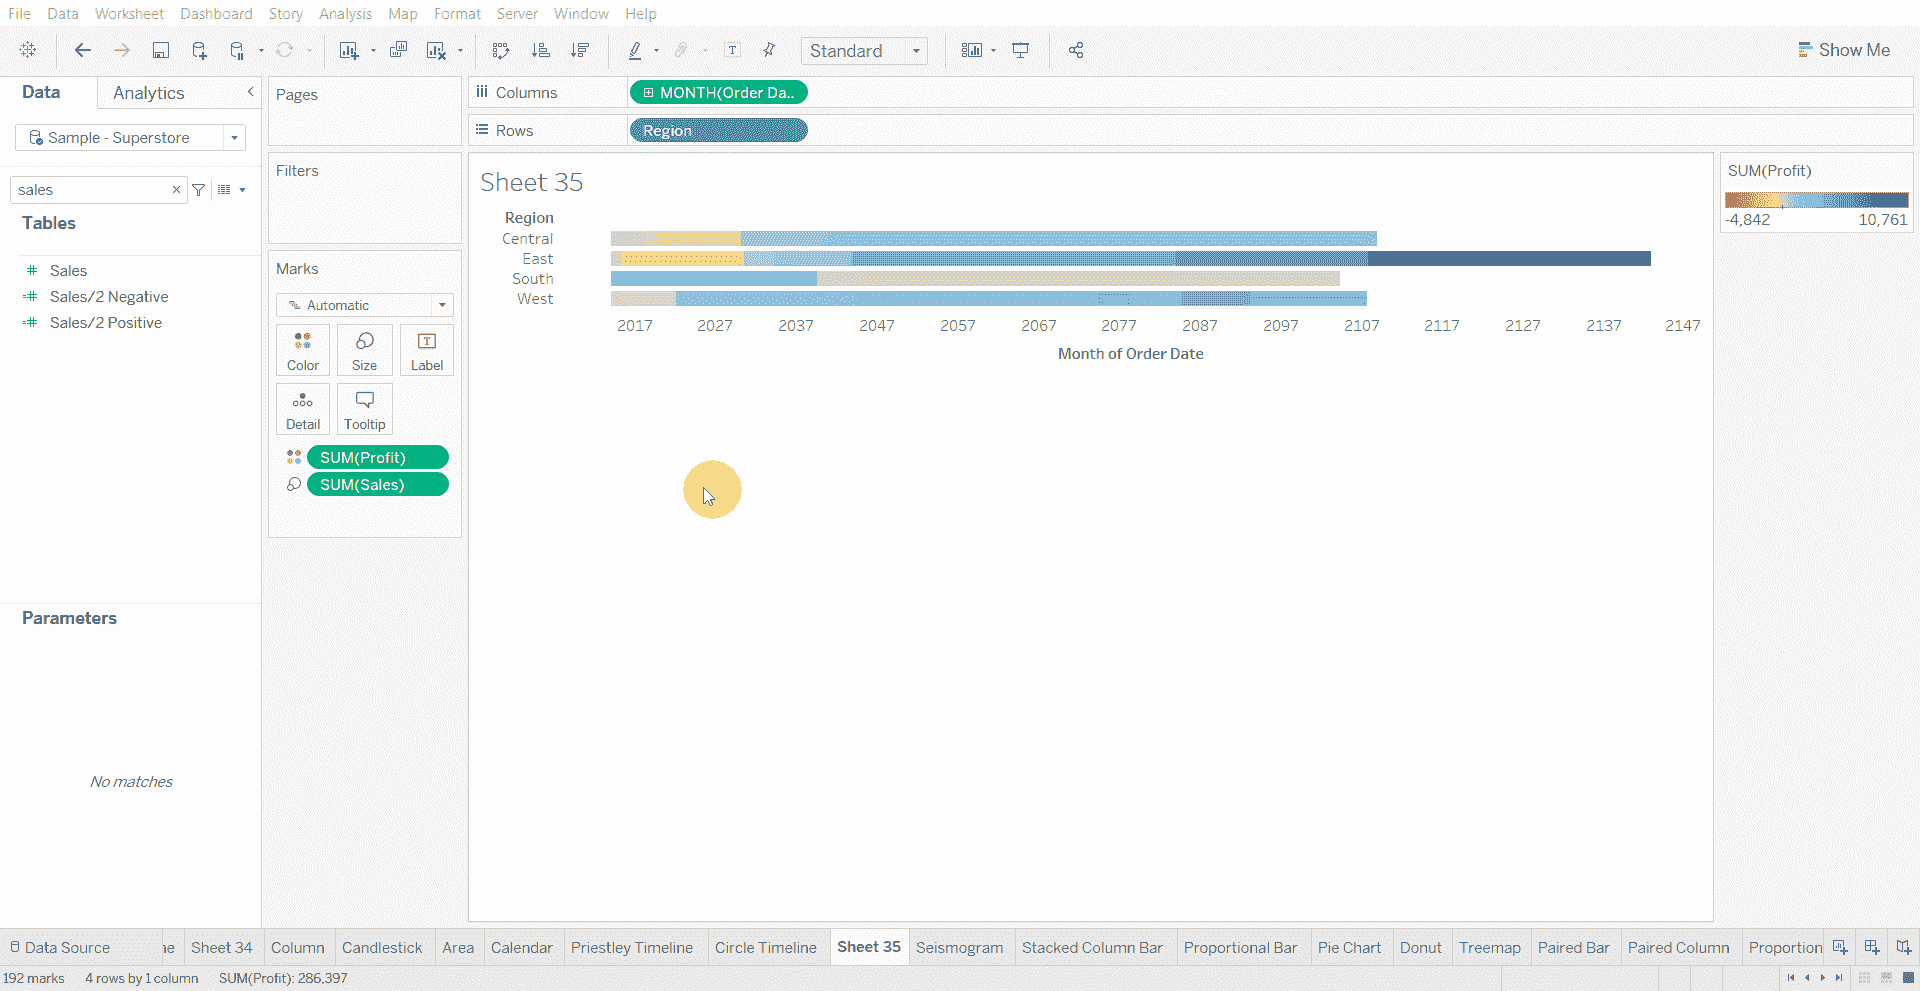 File Data Worksheet Dashboard Story Analysis Map Format Server Window Help
Standard
Show Me
Data Analytics
Sample - Superstore
sales
Tables
Sales
Sales/2 Negative
Sales/2 Positive
Parameters
No matches
Pages
Filters
Marks
Automatic
Color Size Label
Detail Tooltip
SUM(Profit)
SUM(Sales)
Columns MONTH(Order Da..
Rows Region
Sheet 35
Region
Central
East
South
West
2017 2027 2037 2047 2057 2067 2077 2087 2097 2107 2117 2127 2137 2147
Month of Order Date
SUM(Profit)
-4,842 10,761
Data Source ne Sheet 34 Column Candlestick Area Calendar Priestley Timeline Circle Timeline Sheet 35 Seismogram Stacked Column Bar Proportional Bar Pie Chart Donut Treemap Paired Bar Paired Column Proportion
192 marks 4 rows by 1 column SUM(Profit): 286,397